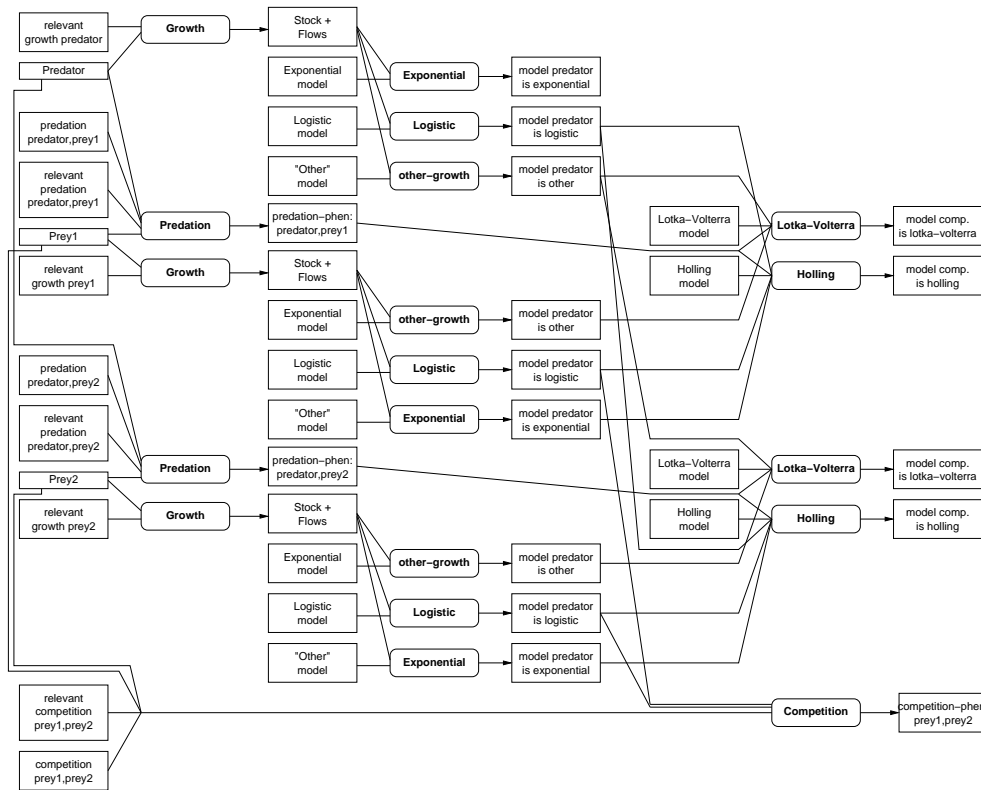 relevant
growth predator
Growth
Stock +
Flows
Predator
Exponential
model
Exponential
model predator
is exponential
predation
predator,prey1
Logistic
model
Logistic
model predator
is logistic
relevant
predation
predator,prey1
"Other"
model
other−growth
model predator
is other
Predation
predation−phen:
predator,prey1
Lotka−Volterra
model
Lotka−Volterra
model comp.
is lotka−volterra
Prey1
relevant
growth prey1
Growth
Stock +
Flows
Holling
model
Holling
model comp.
is holling
Exponential
model
other−growth
model predator
is other
predation
predator,prey2
Logistic
model
Logistic
model predator
is logistic
relevant
predation
predator,prey2
"Other"
model
Exponential
model predator
is exponential
Predation
predation−phen:
predator,prey2
Lotka−Volterra
model
Lotka−Volterra
model comp.
is lotka−volterra
Prey2
relevant
growth prey2
Growth
Stock +
Flows
Holling
model
Holling
model comp.
is holling
Exponential
model
other−growth
model predator
is other
Logistic
model
Logistic
model predator
is logistic
"Other"
model
Exponential
model predator
is exponential
relevant
competition
prey1,prey2
Competition
competition−phen
prey1,prey2
competition
prey1,prey2